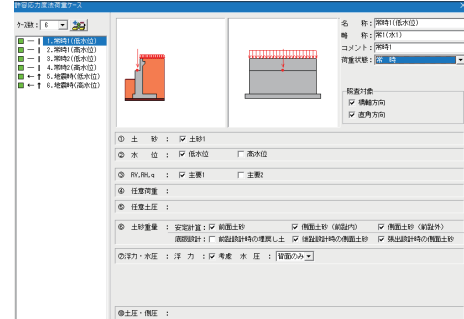 許容応力度法荷重ケース
ケース数： 6
1.常時1(低水位)
2.常時1(高水位)
3.常時2(低水位)
4.常時2(高水位)
5.地震時(低水位)
6.地震時(高水位)
名　称：常時1(低水位)
略　称：常1(水1)
コメント：常時1
荷重状態：常　時
照査対象
橋軸方向
直角方向
① 土　砂 ： 土砂1
② 水　位 ： 低水位 高水位
③ RV,RH,q ： 主要1 主要2
④ 任意荷重 ：
⑤ 任意土圧 ：
⑥ 土砂重量 ： 安定計算： 前面土砂 側面土砂（前趾内） 側面土砂（前趾外）
底版設計： 前趾設計時の埋戻し土 後趾設計時の側面土砂 張出設計時の側面土砂
⑦浮力・水圧 ： 浮　力 ： 考慮 水　圧 ： 背面のみ
⑩土圧・側圧 ：